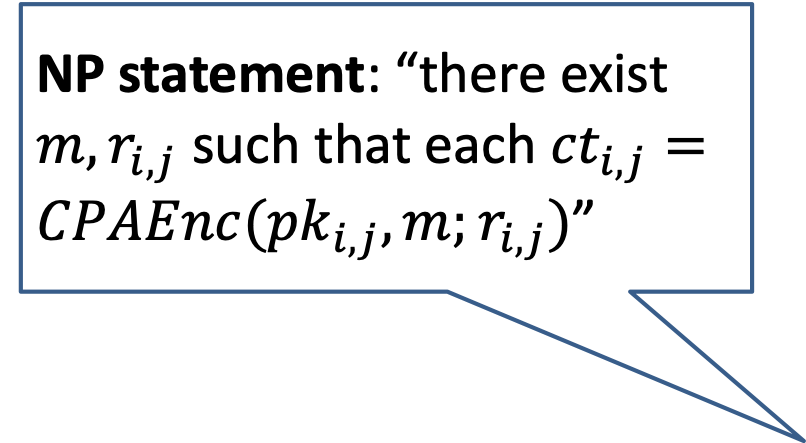 NP statement: “there exist
m, r_{i,j} such that each ct_{i,j} =
CPAEnc(pk_{i,j}, m; r_{i,j})”